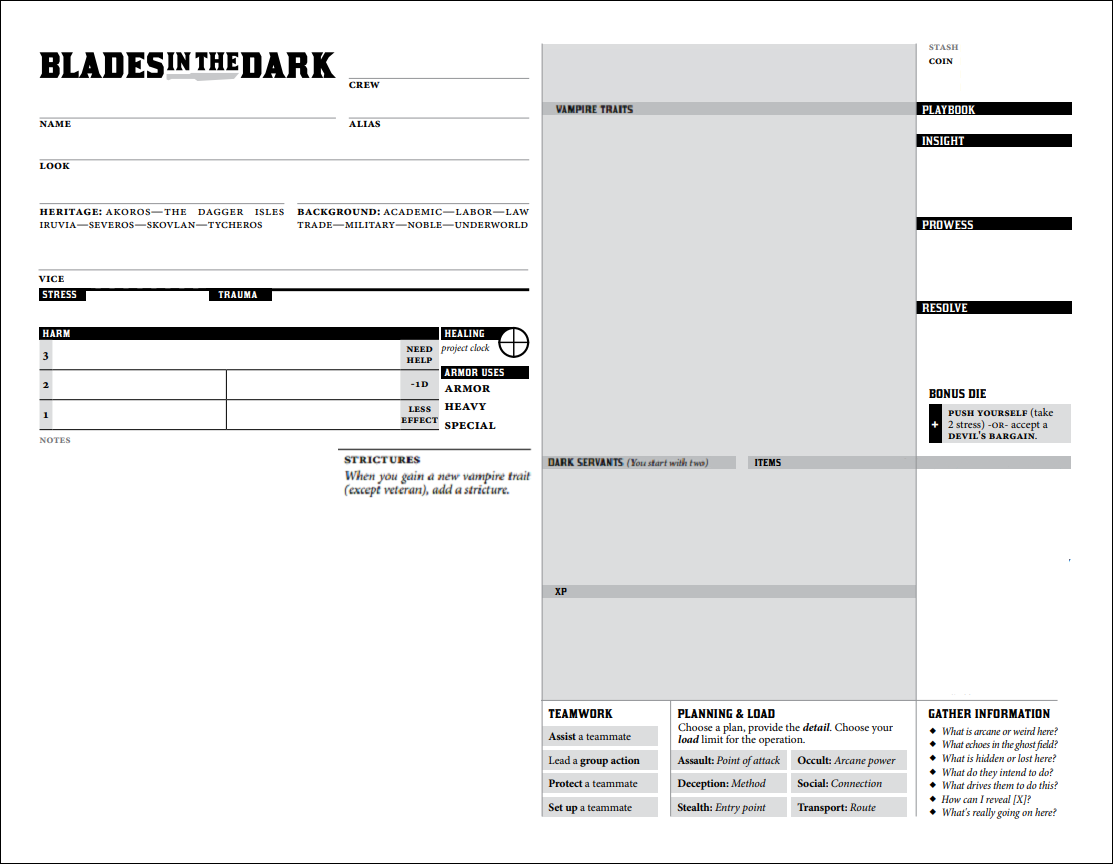 BLADES IN THE DARK
CREW
NAME
ALIAS
LOOK
HERITAGE: AKOROS—THE DAGGER ISLES
IRUVIA—SEVEROS—SKOVLAN—TYCHEROS
BACKGROUND: ACADEMIC—LABOR—LAW
TRADE—MILITARY—NOBLE—UNDERWORLD
VICE
STRESS
TRAUMA
HARM
3
NEED
HELP
2
-1D
1
LESS
EFFECT
HEALING
project clock
ARMOR USES
ARMOR
HEAVY
SPECIAL
NOTES
STRICTURES
When you gain a new vampire trait
(except veteran), add a stricture.
VAMPIRE TRAITS
DARK SERVANTS (You start with two)
ITEMS
XP
STASH
COIN
PLAYBOOK
INSIGHT
PROWESS
RESOLVE
BONUS DIE
+
PUSH YOURSELF (take
2 stress) -OR- accept a
DEVIL'S BARGAIN.
TEAMWORK
Assist a teammate
Lead a group action
Protect a teammate
Set up a teammate
PLANNING & LOAD
Choose a plan, provide the detail. Choose your
load limit for the operation.
Assault: Point of attack
Occult: Arcane power
Deception: Method
Social: Connection
Stealth: Entry point
Transport: Route
GATHER INFORMATION
◆ What is arcane or weird here?
◆ What echoes in the ghost field?
◆ What is hidden or lost here?
◆ What do they intend to do?
◆ What drives them to do this?
◆ How can I reveal [X]?
◆ What's really going on here?